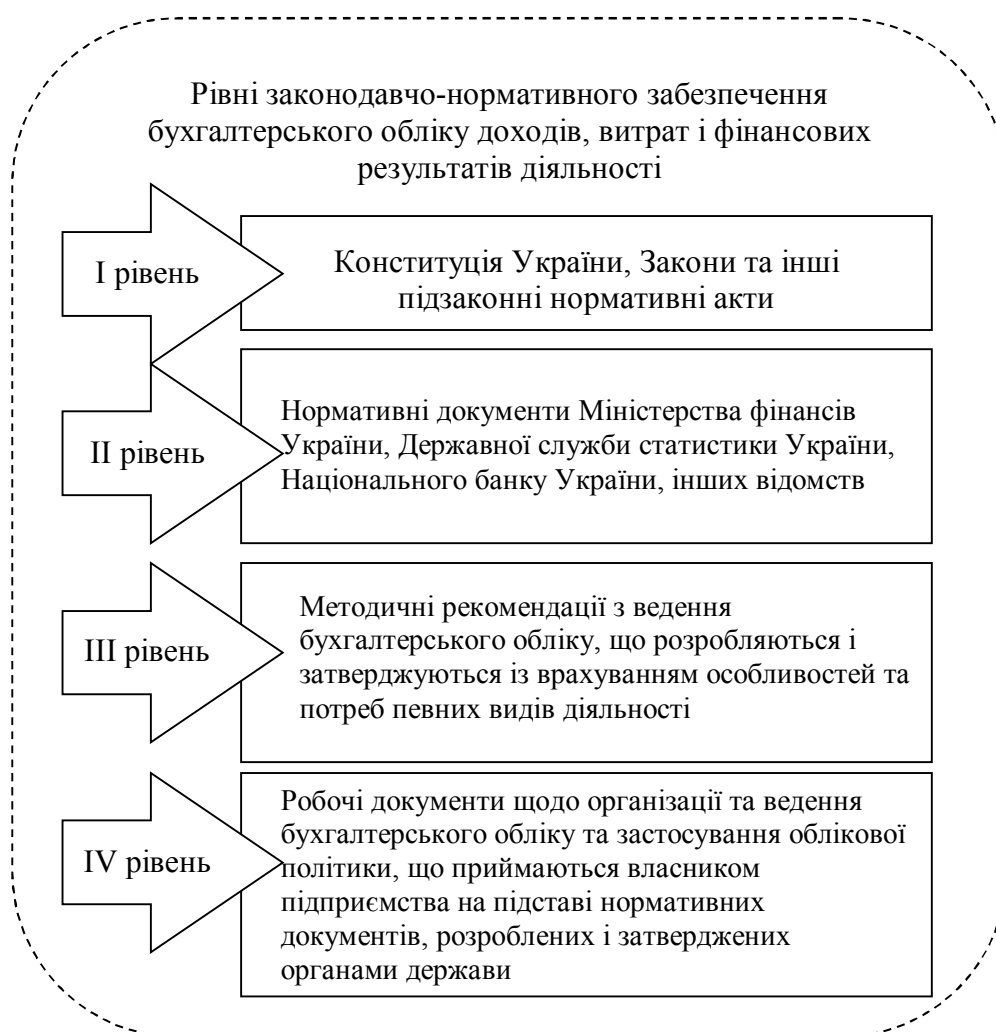 Рівні законодавчо-нормативного забезпечення
бухгалтерського обліку доходів, витрат і фінансових
результатів діяльності
І рівень
Конституція України, Закони та інші
підзаконні нормативні акти
ІІ рівень
Нормативні документи Міністерства фінансів
України, Державної служби статистики України,
Національного банку України, інших відомств
ІІІ рівень
Методичні рекомендації з ведення
бухгалтерського обліку, що розробляються і
затверджуються із врахуванням особливостей та
потреб певних видів діяльності
IV рівень
Робочі документи щодо організації та ведення
бухгалтерського обліку та застосування облікової
політики, що приймаються власником
підприємства на підставі нормативних
документів, розроблених і затверджених
органами держави